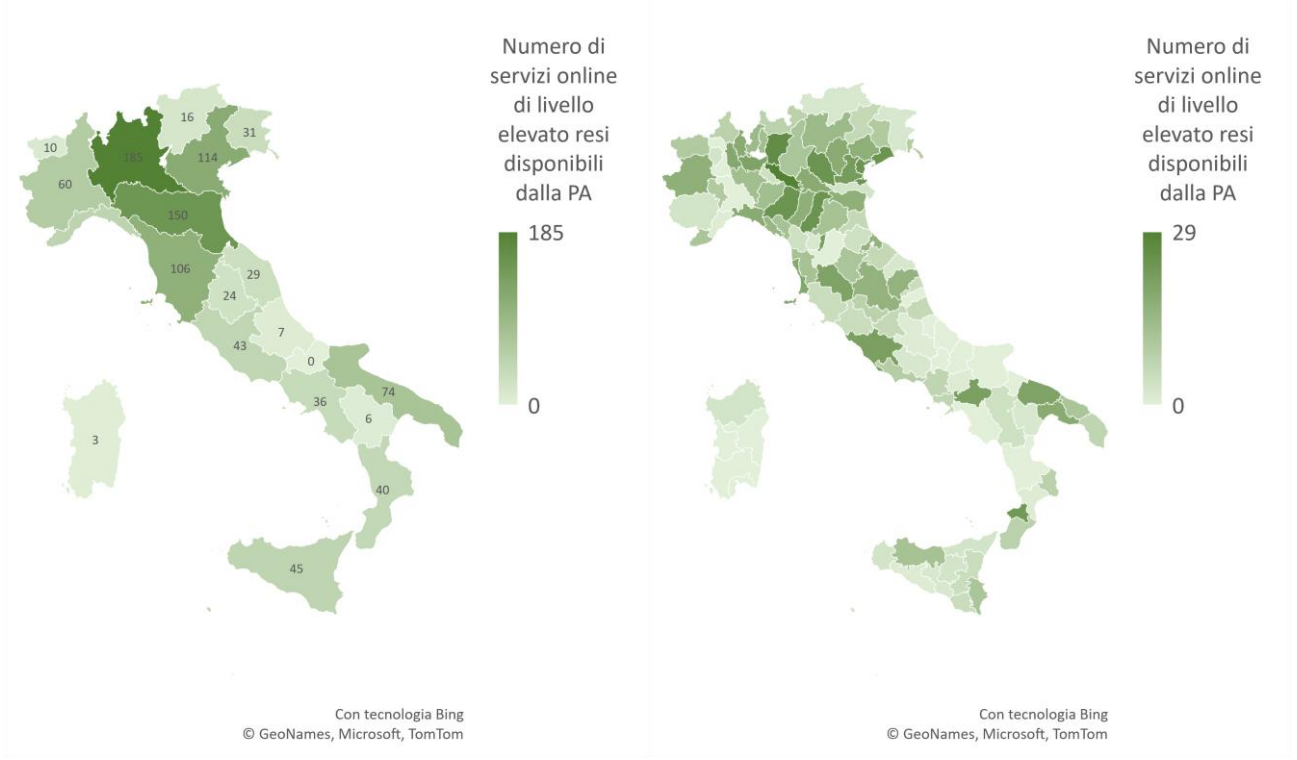 Numero di
servizi online
di livello
elevato resi
disponibili
dalla PA
185
0
16
31
10
185
114
60
150
106
29
24
7
43
0
74
36
6
3
40
45
Con tecnologia Bing
© GeoNames, Microsoft, TomTom
Numero di
servizi online
di livello
elevato resi
disponibili
dalla PA
29
0
Con tecnologia Bing
© GeoNames, Microsoft, TomTom